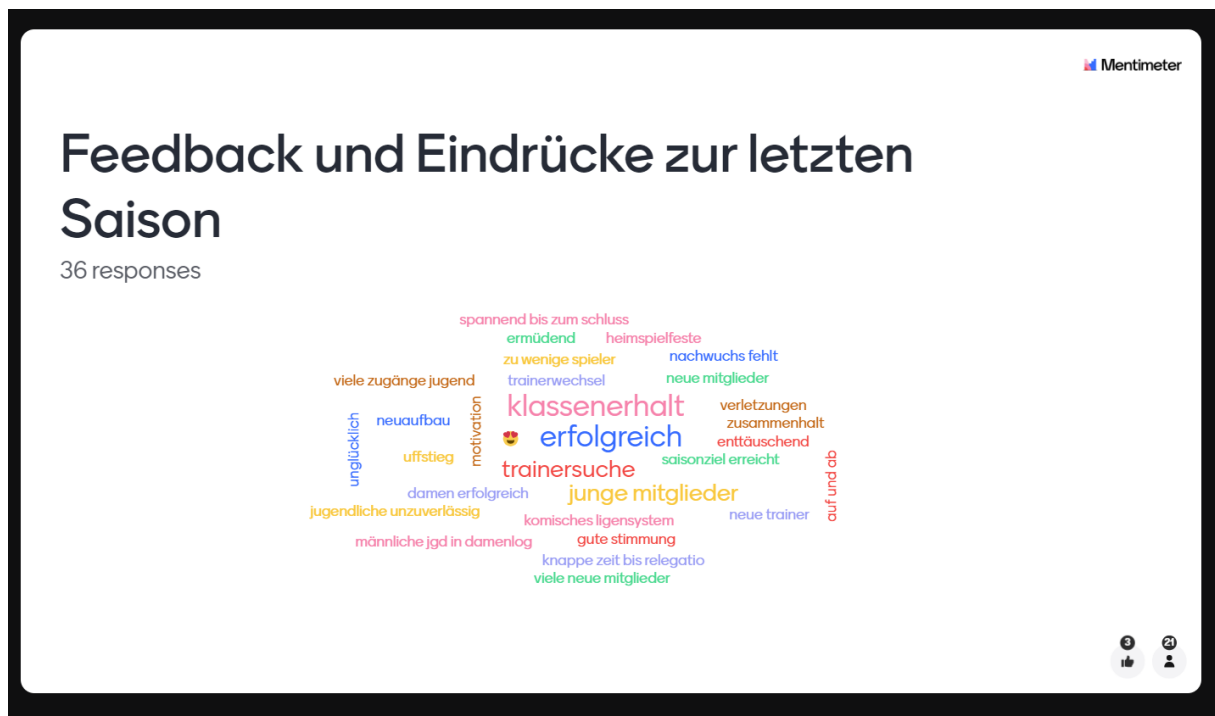 Mentimeter
Feedback und Eindrücke zur letzten
Saison
36 responses
spannend bis zum schluss
ermüdend
heimspielfeste
zu wenige spieler
nachwuchs fehlt
viele zugänge jugend
trainerwechsel
neue mitglieder
klassenerhalt
verletzungen
motivation
neuaufbau
unglücklich
zusammenhalt
erfolgreich
enttäuschend
uffstieg
saisonziel erreicht
trainersuche
auf und ab
damen erfolgreich
junge mitglieder
jugendliche unzuverlässig
komisches ligensystem
neue trainer
männliche jgd in damenlog
gute stimmung
knappe zeit bis relegatio
viele neue mitglieder
3
21